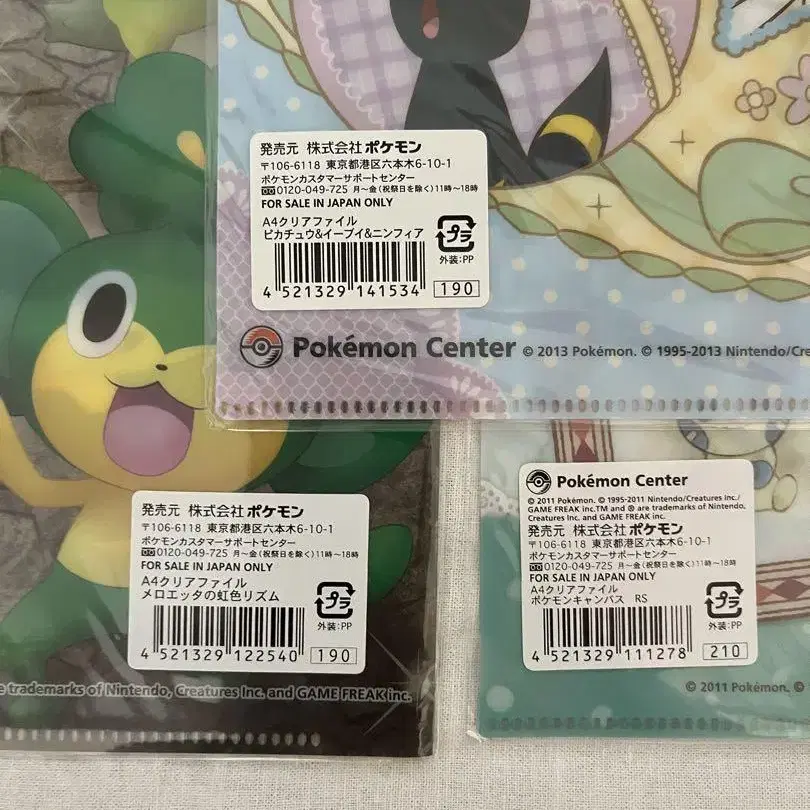 発売元 株式会社ポケモン
〒106-6118 東京都港区六本木6-10-1
ポケモンカスタマーサポートセンター
0120-049-725 月〜金(祝祭日を除く)11時〜18時
FOR SALE IN JAPAN ONLY
A4クリアファイル
ピカチュウ&イーブイ&ニンフィア
プラ
外装:PP
4 521329 141534
190
Pokémon Center © 2013 Pokémon. © 1995-2013 Nintendo/Cre
発売元 株式会社ポケモン
〒106-6118 東京都港区六本木6-10-1
ポケモンカスタマーサポートセンター
0120-049-725 月〜金(祝祭日を除く)11時〜18時
FOR SALE IN JAPAN ONLY
A4クリアファイル
メロエッタの虹色リズム
プラ
外装:PP
4 521329 122540
190
e trademarks of Nintendo, Creatures Inc. and GAME FREAK inc.
Pokémon Center
© 2011 Pokémon. © 1995-2011 Nintendo/Creatures Inc./
GAME FREAK inc.TM and ® are trademarks of Nintendo,
Creatures Inc. and GAME FREAK inc.
発売元 株式会社ポケモン
〒106-6118 東京都港区六本木6-10-1
ポケモンカスタマーサポートセンター
0120-049-725 月〜金(祝祭日を除く)11時〜18時
FOR SALE IN JAPAN ONLY
A4クリアファイル
ポケモンキャンバス RS
プラ
外装:PP
4 521329 111278
210
© 2011 Pokémon. ©